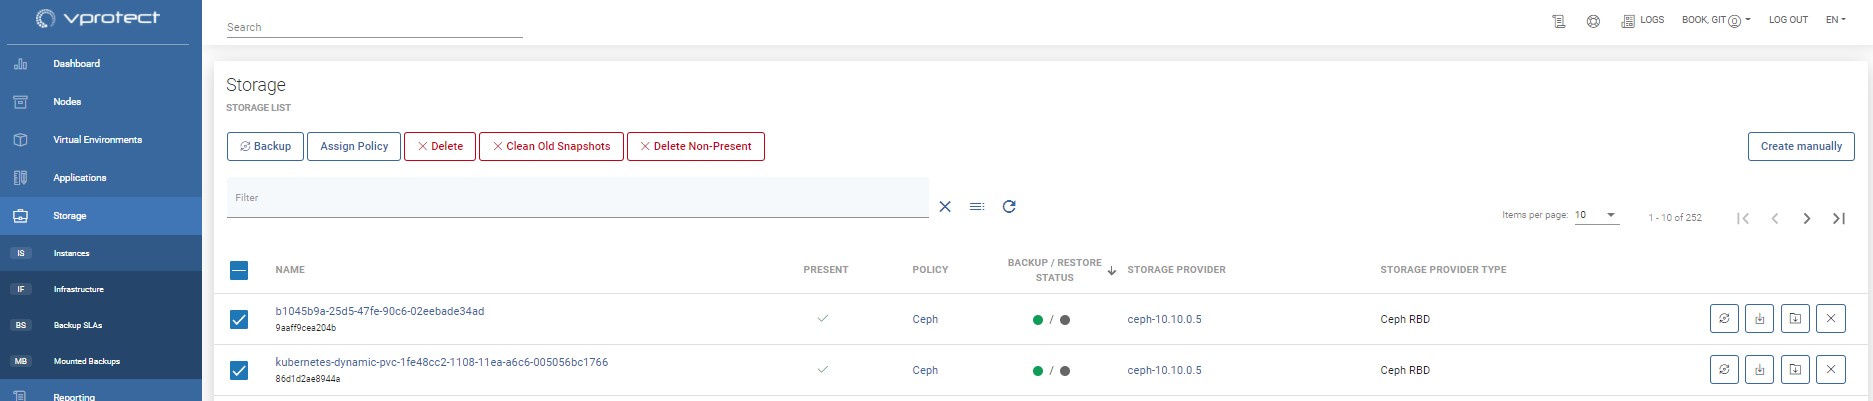 vprotect
Dashboard
Nodes
Virtual Environments
Applications
Storage
IS Instances
IF Infrastructure
BS Backup SLAs
MB Mounted Backups
Reporting
Search
LOGS
BOOK, GIT
LOG OUT
EN
Storage
STORAGE LIST
Backup
Assign Policy
Delete
Clean Old Snapshots
Delete Non-Present
Create manually
Filter
Items per page: 10
1 - 10 of 252
NAME PRESENT POLICY BACKUP / RESTORE STATUS STORAGE PROVIDER STORAGE PROVIDER TYPE
b1045b9a-25d5-47fe-90c6-02eebade34ad Ceph / ceph-10.10.0.5 Ceph RBD
9aaff9cea204b
kubernetes-dynamic-pvc-1fe48cc2-1108-11ea-a6c6-005056bc1766 Ceph / ceph-10.10.0.5 Ceph RBD
86d1d2ae8944a